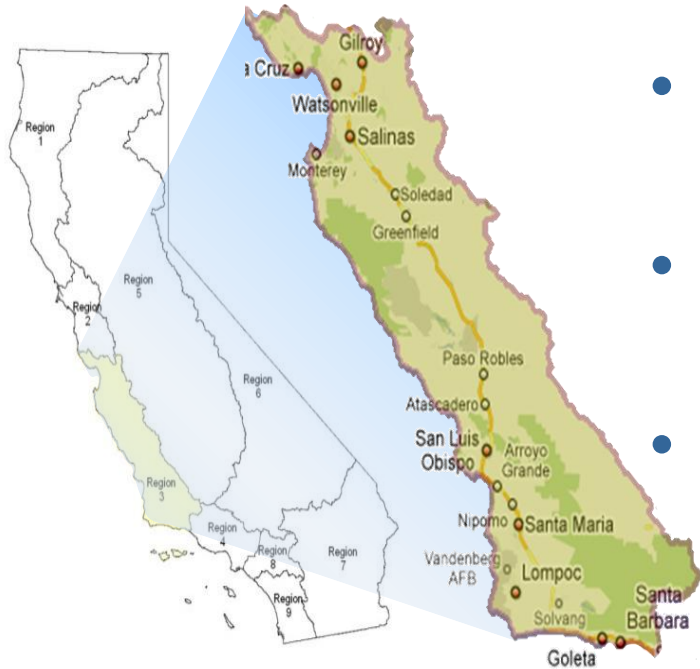 Region
1
Region
2
Region
5
Region
6
Region
3
Region
4
Region
8
Region
7
Region
9
Gilroy
a Cruz
Watsonville
Salinas
Monterey
Soledad
Greenfield
Paso Robles
Atascadero
San Luis
Obispo
Arroyo
Grande
Nipomo
Santa Maria
Vandenberg
AFB
Lompoc
Solvang
Santa
Barbara
Goleta